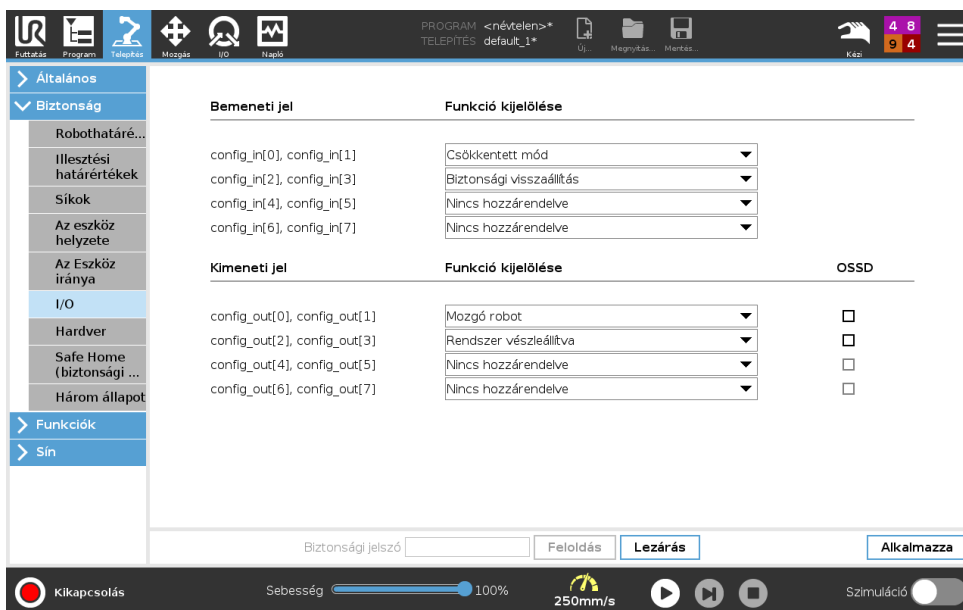 UR
PROGRAM <névtelen>*
TELEPÍTÉS default_1*
Futtatás Program Telepítés Mozgás I/O Napló Új... Megnyitás... Mentés... Kézi
4 8
9 4
Általános
Biztonság
Robothatáré...
Illesztési
határértékek
Síkok
Az eszköz
helyzete
Az Eszköz
iránya
I/O
Hardver
Safe Home
(biztonsági ...
Három állapot
Funkciók
Sín
Bemeneti jel Funkció kijelölése
config_in[0], config_in[1] Csökkentett mód
config_in[2], config_in[3] Biztonsági visszaállítás
config_in[4], config_in[5] Nincs hozzárendelve
config_in[6], config_in[7] Nincs hozzárendelve
Kimeneti jel Funkció kijelölése OSSD
config_out[0], config_out[1] Mozgó robot
config_out[2], config_out[3] Rendszer vészleállítva
config_out[4], config_out[5] Nincs hozzárendelve
config_out[6], config_out[7] Nincs hozzárendelve
Biztonsági jelszó Feloldás Lezárás Alkalmazza
Kikapcsolás Sebesség 100% 250mm/s Szimuláció